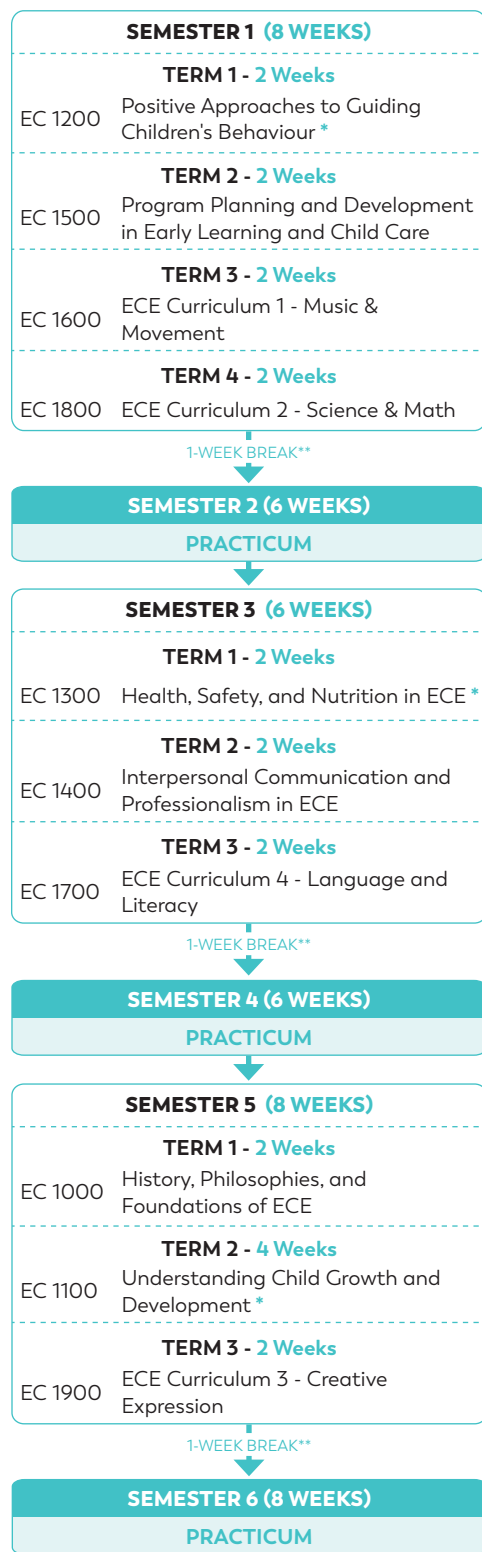 SEMESTER 1 (8 WEEKS)
TERM 1 - 2 Weeks
EC 1200 Positive Approaches to Guiding
Children's Behaviour *
TERM 2 - 2 Weeks
EC 1500 Program Planning and Development
in Early Learning and Child Care
TERM 3 - 2 Weeks
EC 1600 ECE Curriculum 1 - Music &
Movement
TERM 4 - 2 Weeks
EC 1800 ECE Curriculum 2 - Science & Math
1-WEEK BREAK**
SEMESTER 2 (6 WEEKS)
PRACTICUM
SEMESTER 3 (6 WEEKS)
TERM 1 - 2 Weeks
EC 1300 Health, Safety, and Nutrition in ECE *
TERM 2 - 2 Weeks
EC 1400 Interpersonal Communication and
Professionalism in ECE
TERM 3 - 2 Weeks
EC 1700 ECE Curriculum 4 - Language and
Literacy
1-WEEK BREAK**
SEMESTER 4 (6 WEEKS)
PRACTICUM
SEMESTER 5 (8 WEEKS)
TERM 1 - 2 Weeks
EC 1000 History, Philosophies, and
Foundations of ECE
TERM 2 - 4 Weeks
EC 1100 Understanding Child Growth and
Development *
TERM 3 - 2 Weeks
EC 1900 ECE Curriculum 3 - Creative
Expression
1-WEEK BREAK**
SEMESTER 6 (8 WEEKS)
PRACTICUM